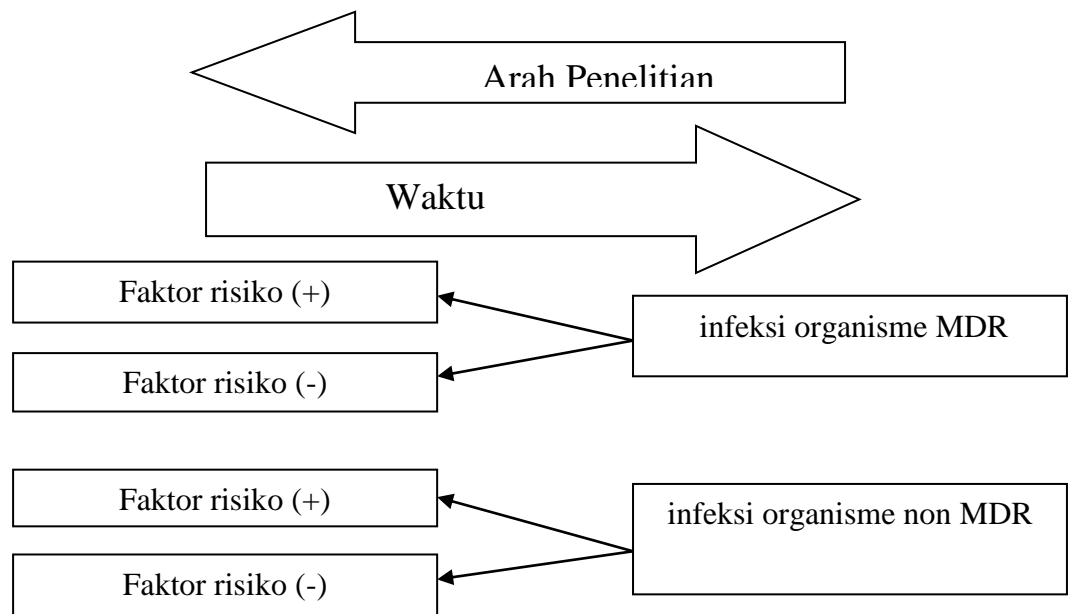 Arah Penelitian
Waktu
Faktor risiko (+)
infeksi organisme MDR
Faktor risiko (-)
Faktor risiko (+)
infeksi organisme non MDR
Faktor risiko (-)